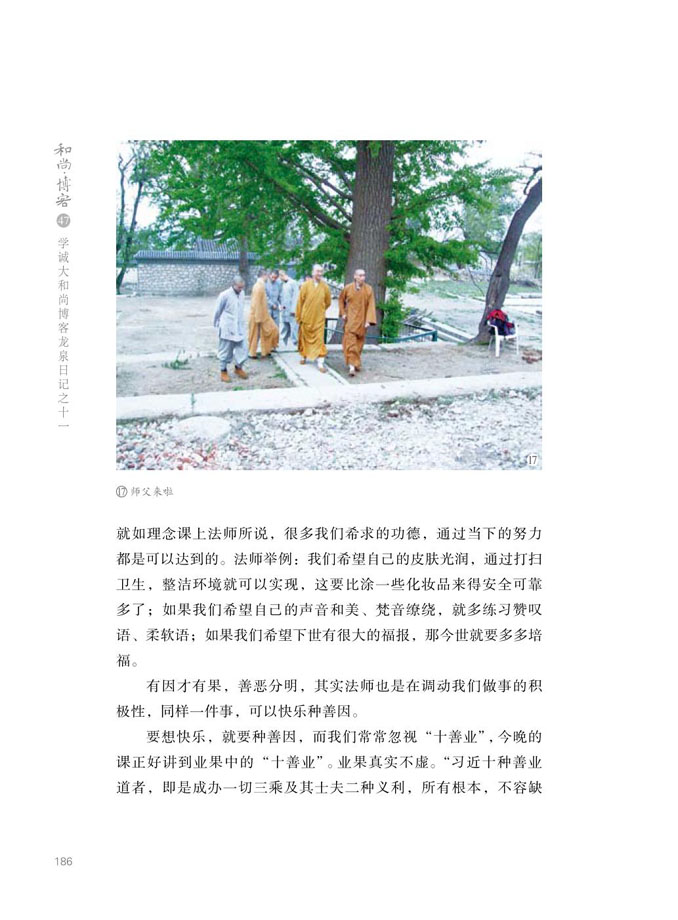 和尚·博客
47
学诚大和尚博客龙泉日记之十一
17
⑰师父来啦
就如理念课上法师所说，很多我们希求的功德，通过当下的努力
都是可以达到的。法师举例：我们希望自己的皮肤光润，通过打扫
卫生，整洁环境就可以实现，这要比涂一些化妆品来得安全可靠
多了；如果我们希望自己的声音和美、梵音缭绕，就多练习赞叹
语、柔软语；如果我们希望下世有很大的福报，那今世就要多多培
福。
有因才有果，善恶分明，其实法师也是在调动我们做事的积
极性，同样一件事，可以快乐种善因。
要想快乐，就要种善因，而我们常常忽视“十善业”，今晚的
课正好讲到业果中的“十善业”。业果真实不虚。“习近十种善业
道者，即是成办一切三乘及其士夫二种义利，所有根本，不容缺
186